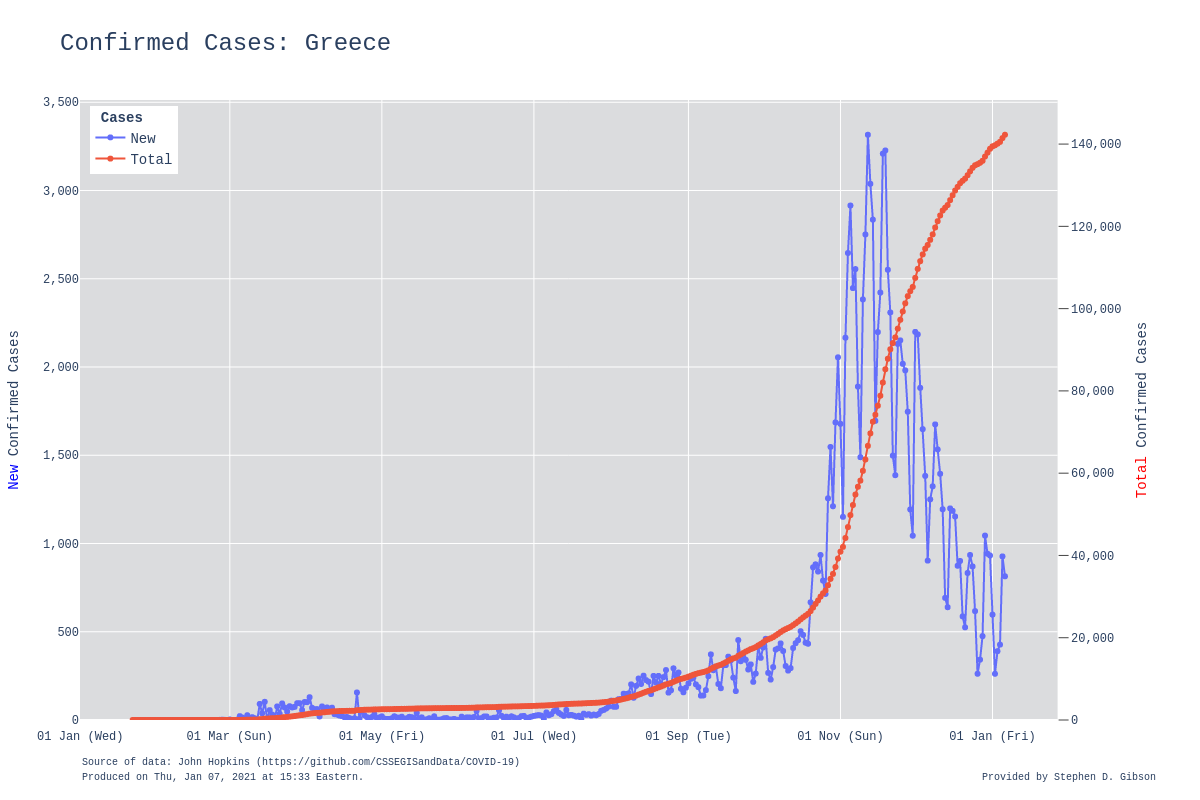 Confirmed Cases: Greece
Cases
New
Total
3,500
3,000
2,500
2,000
1,500
1,000
500
0
140,000
120,000
100,000
80,000
60,000
40,000
20,000
0
New Confirmed Cases
Total Confirmed Cases
01 Jan (Wed)
01 Mar (Sun)
01 May (Fri)
01 Jul (Wed)
01 Sep (Tue)
01 Nov (Sun)
01 Jan (Fri)
Source of data: John Hopkins (https://github.com/CSSEGISandData/COVID-19)
Produced on Thu, Jan 07, 2021 at 15:33 Eastern.
Provided by Stephen D. Gibson